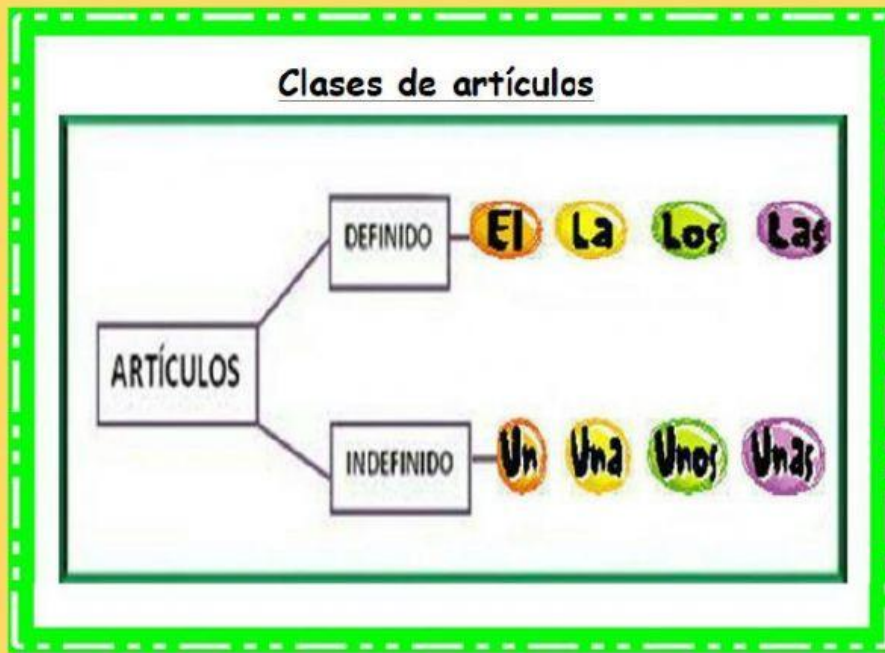 Clases de artículos
DEFINIDO El La Los Las
ARTÍCULOS
INDEFINIDO Un Una Unos Unas